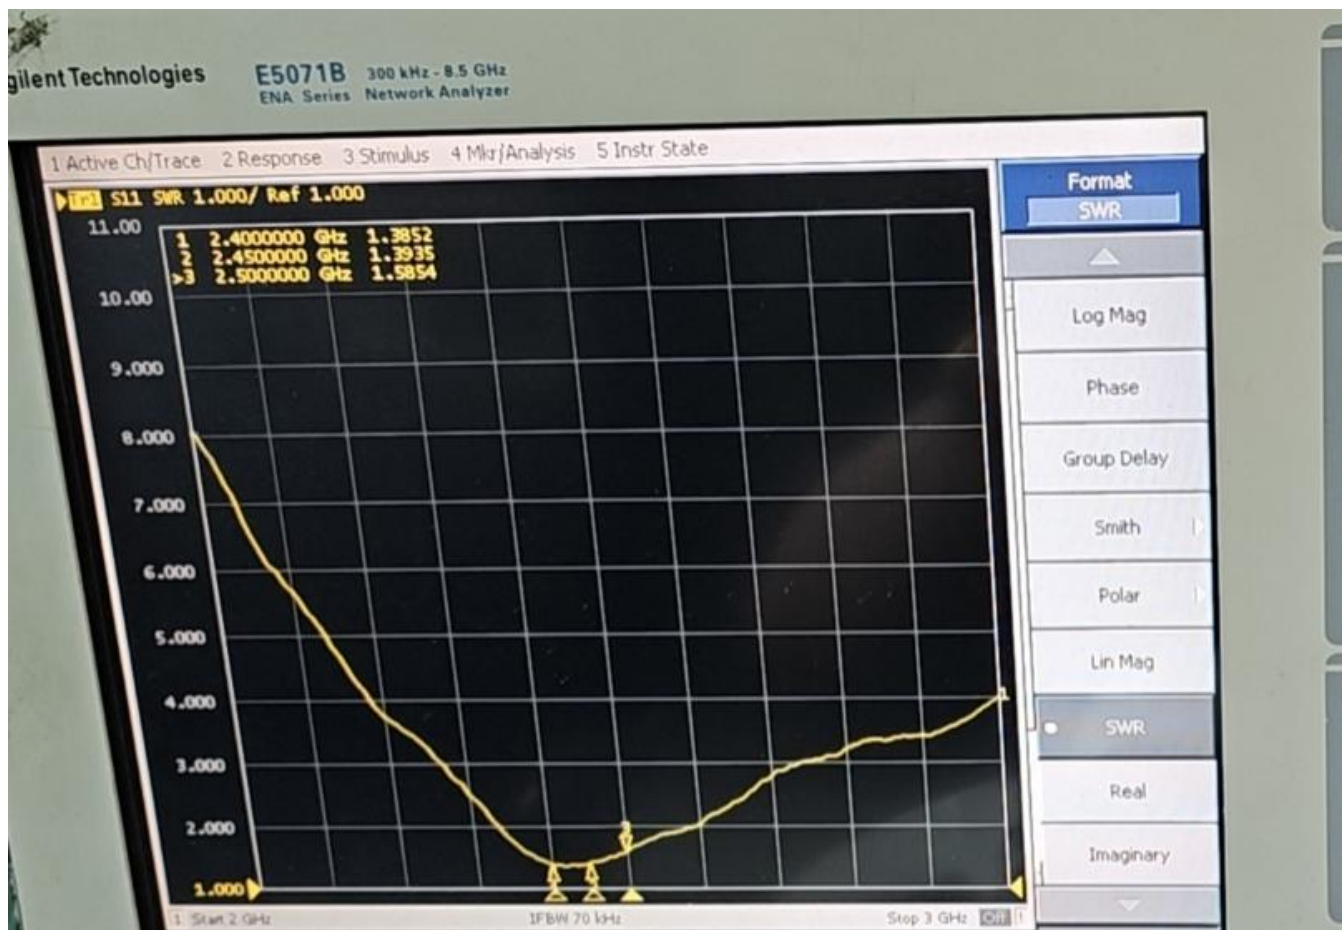 gilent Technologies
E5071B 300 kHz - 8.5 GHz
ENA Series Network Analyzer
1 Active Ch/Trace 2 Response 3 Stimulus 4 Mkr/Analysis 5 Instr State
Tr1 S11 SWR 1.000/ Ref 1.000
Format
SWR
11.00
1 2.4000000 GHz 1.3852
2 2.4500000 GHz 1.3935
>3 2.5000000 GHz 1.5854
10.00
Log Mag
9.000
Phase
8.000
Group Delay
7.000
Smith
6.000
Polar
5.000
Lin Mag
4.000
1
SWR
3.000
Real
2.000
3
Imaginary
1.000
1 Start 2 GHz IFBW 70 kHz Stop 3 GHz Off !